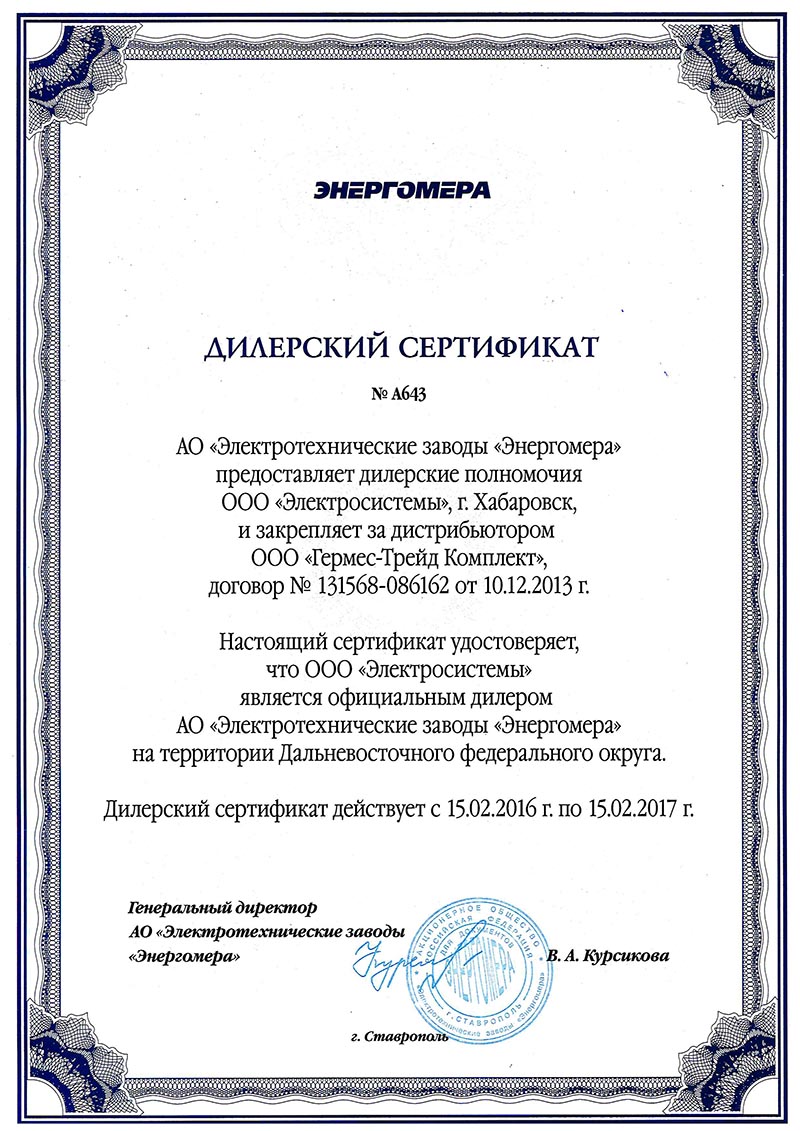 ЭНЕРГОМЕРА
ДИЛЕРСКИЙ СЕРТИФИКАТ
№ А643
АО «Электротехнические заводы «Энергомера»
предоставляет дилерские полномочия
ООО «Электросистемы», г. Хабаровск,
и закрепляет за дистрибьютором
ООО «Гермес-Трейд Комплект»,
договор № 131568-086162 от 10.12.2013 г.
Настоящий сертификат удостоверяет,
что ООО «Электросистемы»
является официальным дилером
АО «Электротехнические заводы «Энергомера»
на территории Дальневосточного федерального округа.
Дилерский сертификат действует с 15.02.2016 г. по 15.02.2017 г.
Генеральный директор
АО «Электротехнические заводы
«Энергомера»
В. А. Курсикова
АКЦИОНЕРНОЕ ОБЩЕСТВО
РОССИЙСКАЯ ФЕДЕРАЦИЯ
ДЛЯ ДОКУМЕНТОВ
г. СТАВРОПОЛЬ
«Электротехнические заводы «Энергомера»
г. Ставрополь